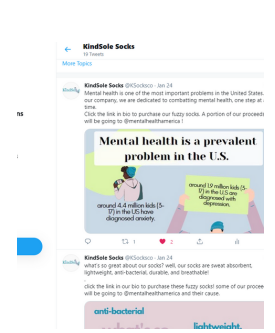 KindSole Socks
19 Tweets
More Topics
KindSole Socks @KSocksco · Jan 24
Mental health is one of the most important problems in the United States.
our company, we are dedicated to combatting mental health, one step at a
time.
Click the link in bio to purchase our fuzzy socks. A portion of our proceeds
will be going to @mentalhealthamerica !
Mental health is a prevalent
problem in the U.S.
around 4.4 million kids (3-
17) in the US have
diagnosed anxiety.
around 1.9 million kids (3-
17) in the U.S are
diagnosed with
depression.
1
2
KindSole Socks @KSocksco · Jan 24
what's so great about our socks? well, our socks are sweat absorbent,
lightweight, anti-bacterial, durable, and breathable!
click the link in our bio to purchase these fuzzy socks! some of our proceeds
will be going to @mentalhealthamerica and their cause.
anti-bacterial
lightweight,